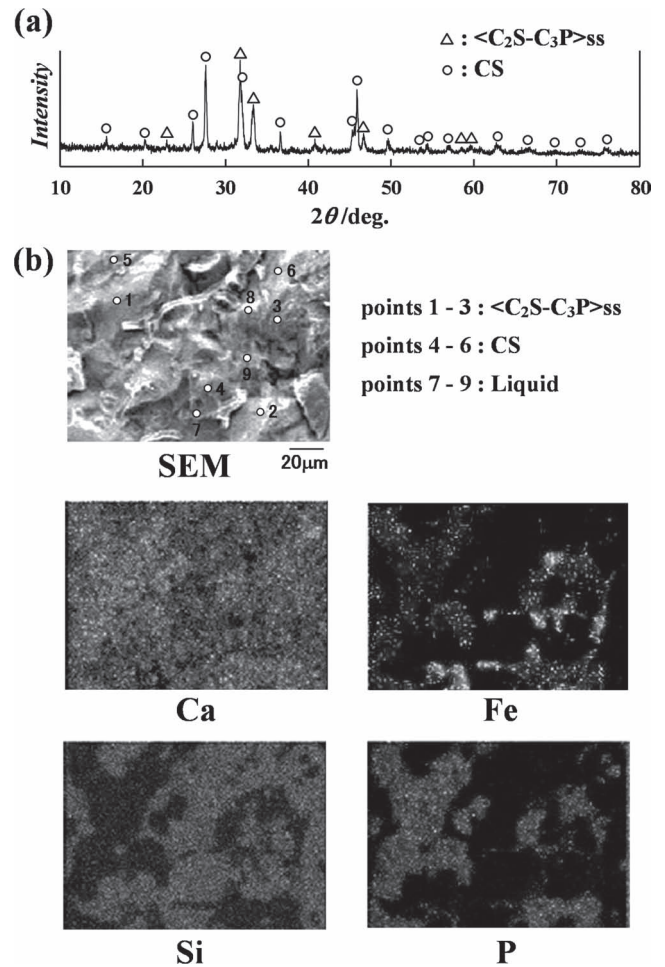 (a)
△ : <C₂S-C₃P>ss
○ : CS
Intensity
10 20 30 40 50 60 70 80
2θ/deg.
(b)
5
6
1
8
3
9
4
2
7
SEM
20μm
points 1 - 3 : <C₂S-C₃P>ss
points 4 - 6 : CS
points 7 - 9 : Liquid
Ca
Fe
Si
P